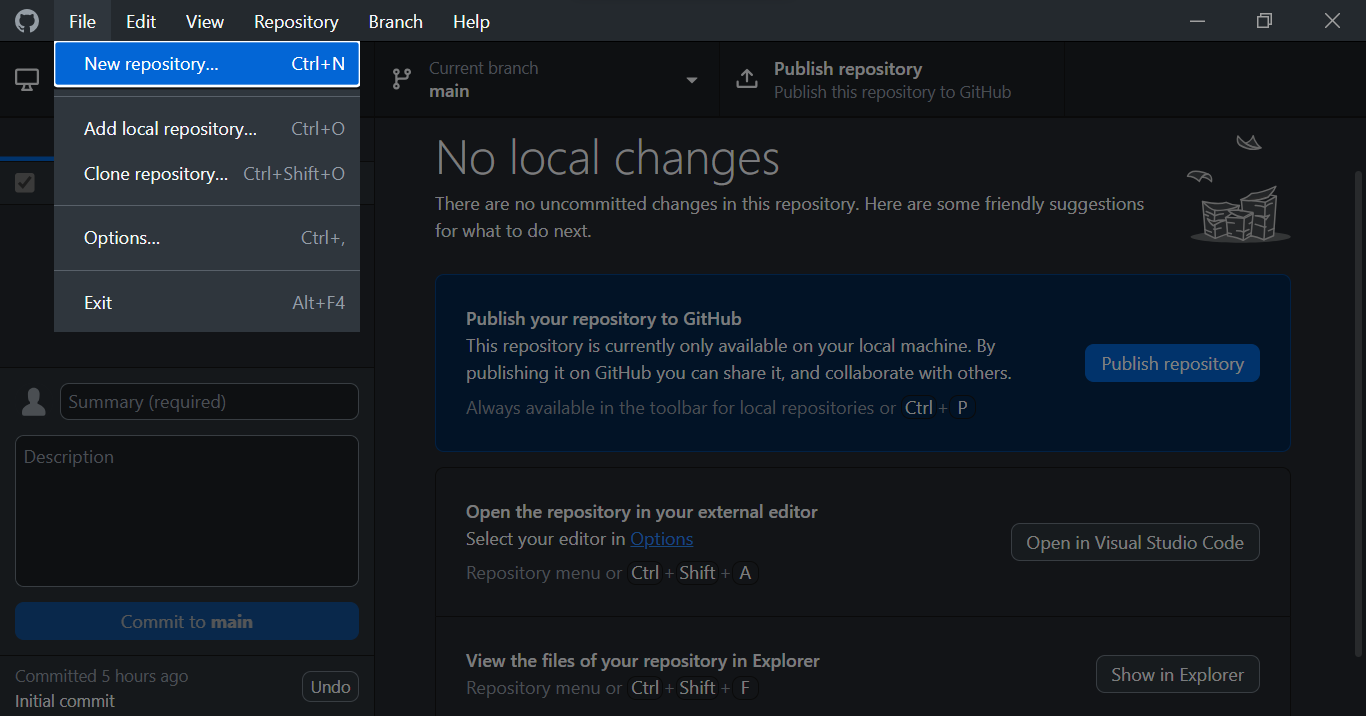 File Edit View Repository Branch Help
New repository... Ctrl+N
Add local repository... Ctrl+O
Clone repository... Ctrl+Shift+O
Options... Ctrl+,
Exit Alt+F4
Current branch
main
Publish repository
Publish this repository to GitHub
No local changes
There are no uncommitted changes in this repository. Here are some friendly suggestions
for what to do next.
Publish your repository to GitHub
This repository is currently only available on your local machine. By
publishing it on GitHub you can share it, and collaborate with others.
Always available in the toolbar for local repositories or Ctrl + P
Publish repository
Open the repository in your external editor
Select your editor in Options
Repository menu or Ctrl + Shift + A
Open in Visual Studio Code
View the files of your repository in Explorer
Repository menu or Ctrl + Shift + F
Show in Explorer
Summary (required)
Description
Commit to main
Committed 5 hours ago
Initial commit
Undo